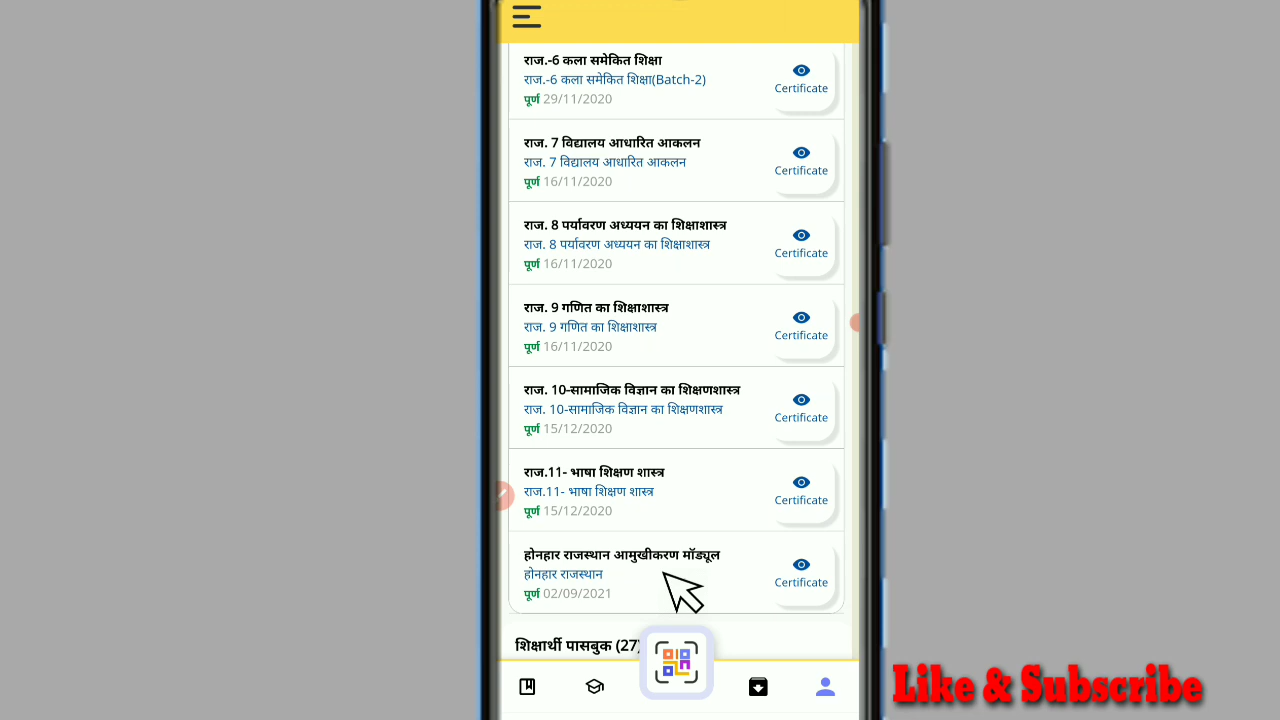 राज.-6 कला समेकित शिक्षा
राज.-6 कला समेकित शिक्षा(Batch-2)
पूर्ण 29/11/2020
Certificate
राज. 7 विद्यालय आधारित आकलन
राज. 7 विद्यालय आधारित आकलन
पूर्ण 16/11/2020
Certificate
राज. 8 पर्यावरण अध्ययन का शिक्षाशास्त्र
राज. 8 पर्यावरण अध्ययन का शिक्षाशास्त्र
पूर्ण 16/11/2020
Certificate
राज. 9 गणित का शिक्षाशास्त्र
राज. 9 गणित का शिक्षाशास्त्र
पूर्ण 16/11/2020
Certificate
राज. 10-सामाजिक विज्ञान का शिक्षणशास्त्र
राज. 10-सामाजिक विज्ञान का शिक्षणशास्त्र
पूर्ण 15/12/2020
Certificate
राज.11- भाषा शिक्षण शास्त्र
राज.11- भाषा शिक्षण शास्त्र
पूर्ण 15/12/2020
Certificate
होनहार राजस्थान आमुखीकरण मॉड्यूल
होनहार राजस्थान
पूर्ण 02/09/2021
Certificate
शिक्षार्थी पासबुक (27)
Like & Subscribe